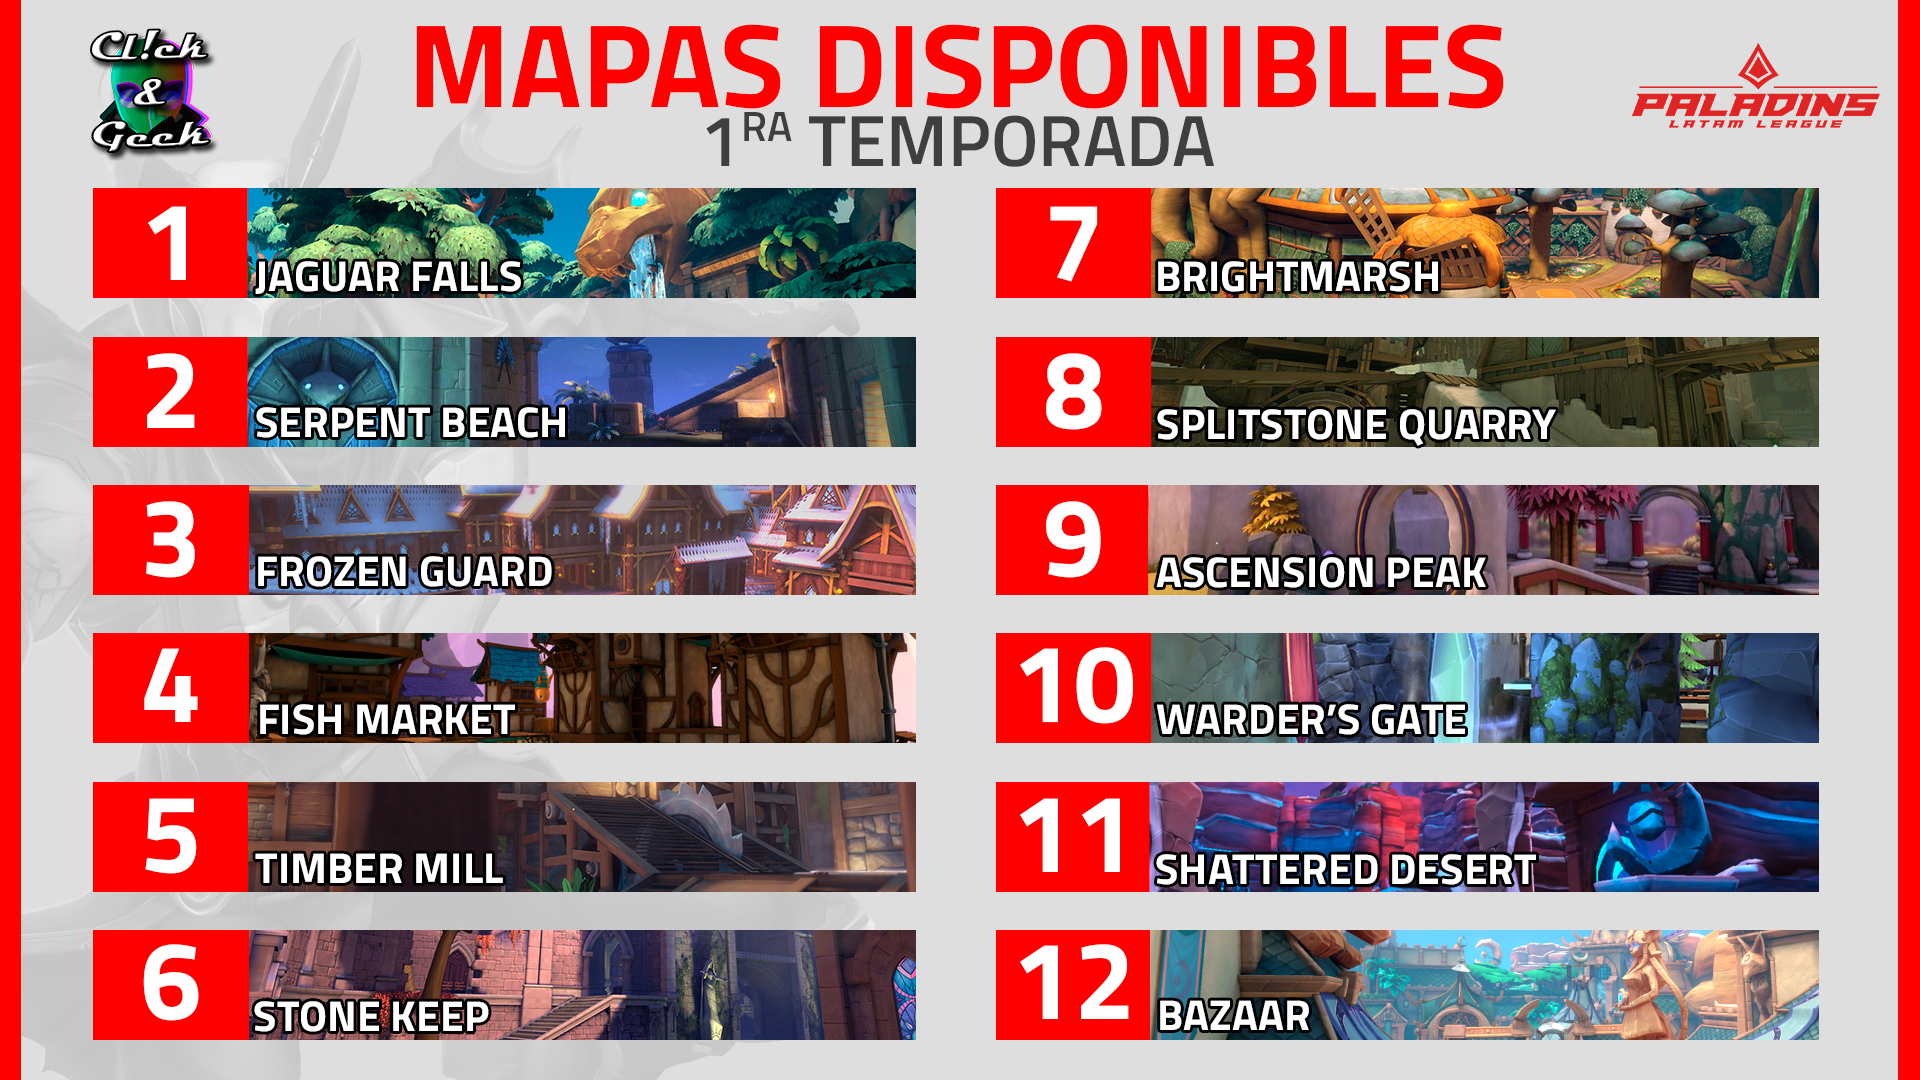 Cl!ck
&
Geek
MAPAS DISPONIBLES
1RA TEMPORADA
PALADINS
LATAM LEAGUE
1
JAGUAR FALLS
2
SERPENT BEACH
3
FROZEN GUARD
4
FISH MARKET
5
TIMBER MILL
6
STONE KEEP
7
BRIGHTMARSH
8
SPLITSTONE QUARRY
9
ASCENSION PEAK
10
WARDER'S GATE
11
SHATTERED DESERT
12
BAZAAR